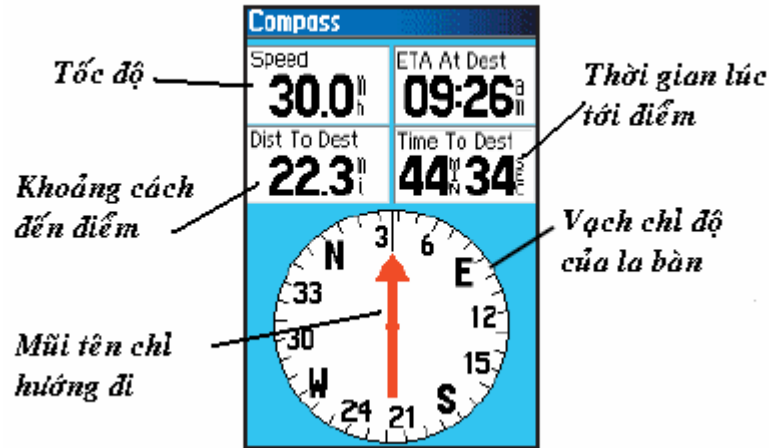 Compass
Tốc độ
Speed
30.0 m h
ETA At Dest
09:26 a m
Thời gian lúc
tới điểm
Dist To Dest
22.3 m i
Time To Dest
44 MIN 34 SEC
Khoảng cách
đến điểm
Vạch chỉ độ
của la bàn
Mũi tên chỉ
hướng đi
N
3
6
E
12
15
S
21
24
W
30
33